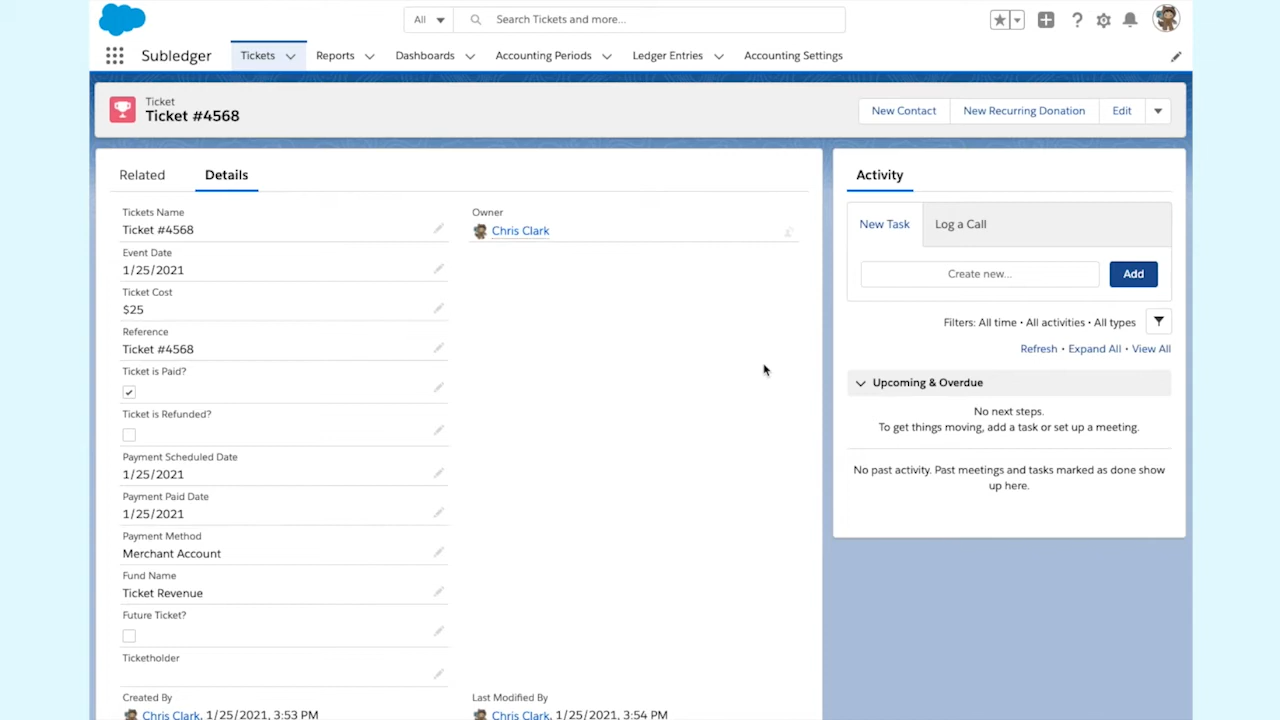 All
Search Tickets and more...
Subledger
Tickets
Reports
Dashboards
Accounting Periods
Ledger Entries
Accounting Settings
Ticket
Ticket #4568
New Contact
New Recurring Donation
Edit
Related
Details
Tickets Name
Ticket #4568
Owner
Chris Clark
Event Date
1/25/2021
Ticket Cost
$25
Reference
Ticket #4568
Ticket is Paid?
Ticket is Refunded?
Payment Scheduled Date
1/25/2021
Payment Paid Date
1/25/2021
Payment Method
Merchant Account
Fund Name
Ticket Revenue
Future Ticket?
Ticketholder
Created By
Chris Clark, 1/25/2021, 3:53 PM
Last Modified By
Chris Clark, 1/25/2021, 3:54 PM
Activity
New Task
Log a Call
Create new...
Add
Filters: All time • All activities • All types
Refresh • Expand All • View All
Upcoming & Overdue
No next steps.
To get things moving, add a task or set up a meeting.
No past activity. Past meetings and tasks marked as done show
up here.